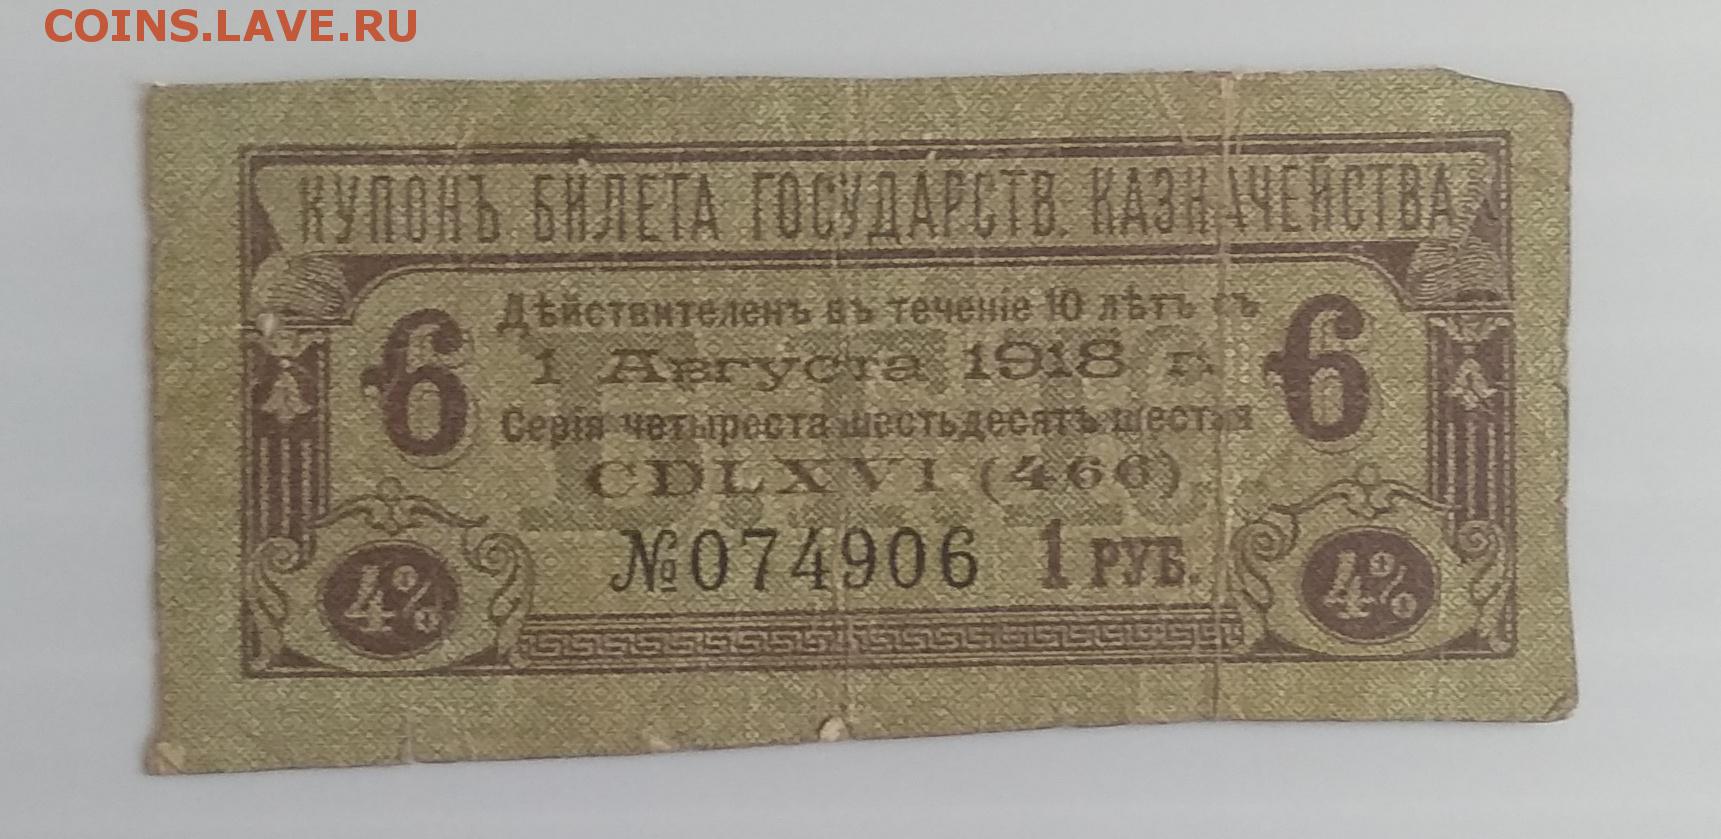 COINS.LAVE.RU
КУПОНЪ БИЛЕТА ГОСУДАРСТВ. КАЗНАЧЕЙСТВА
6 Дѣйствителенъ въ теченіе 10 лѣтъ съ 6
1 Августа 1918 г.
Серія четыреста шестьдесятъ шестая
CDLXVI (466)
№074906 1 РУБ.
4% 4%